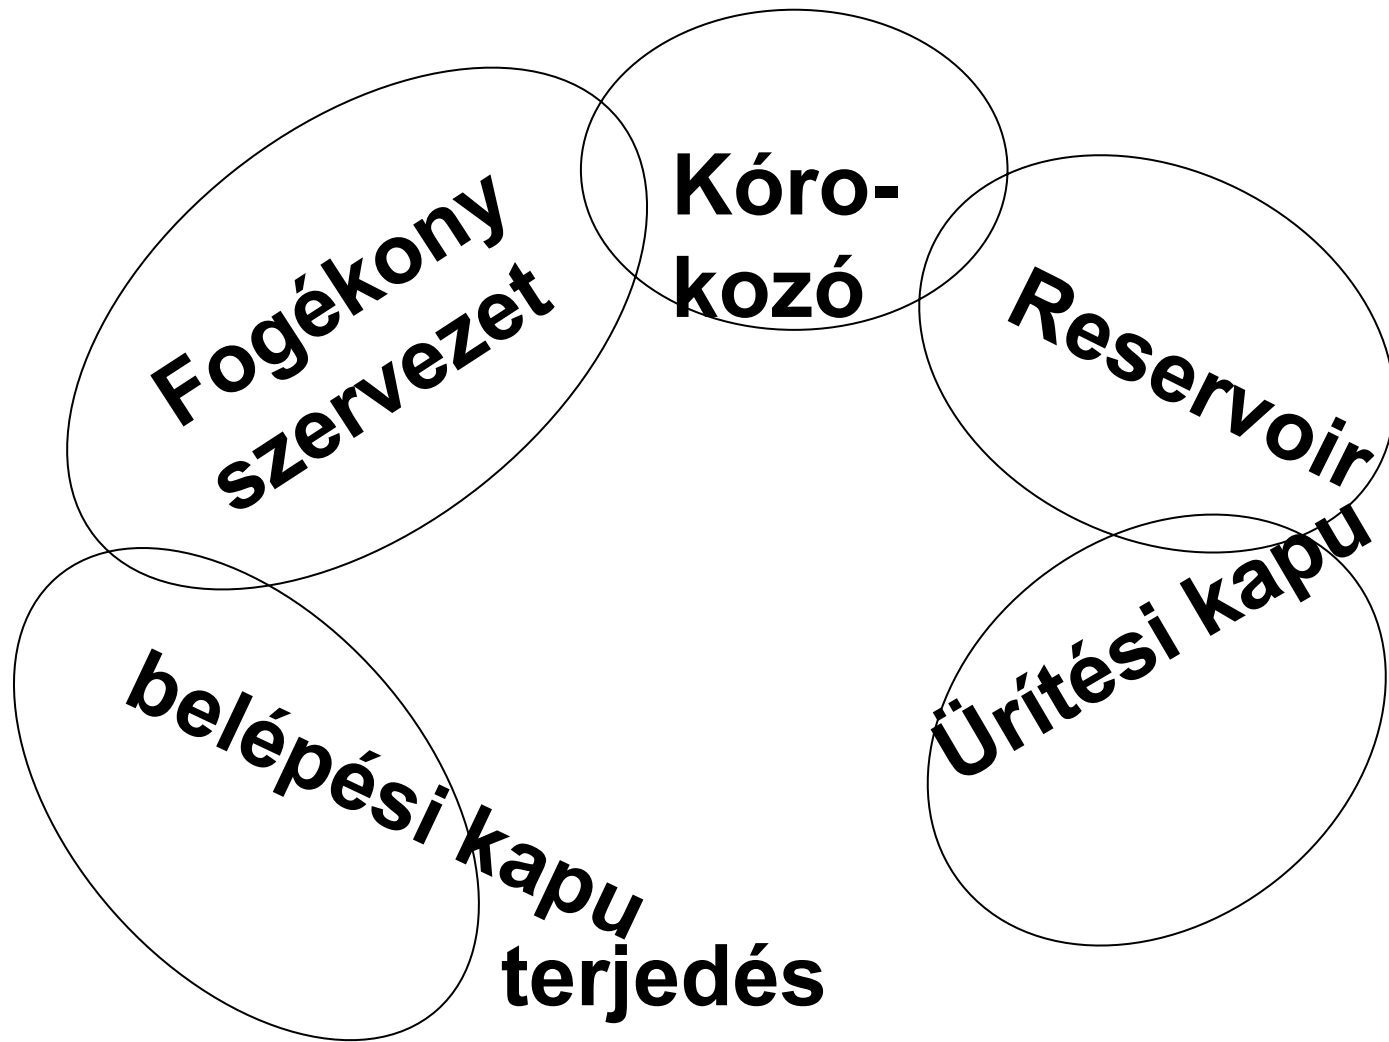 Kóro-
kozó
Fogékony
szervezet
Reservoir
Ürítési kapu
belépési kapu
terjedés